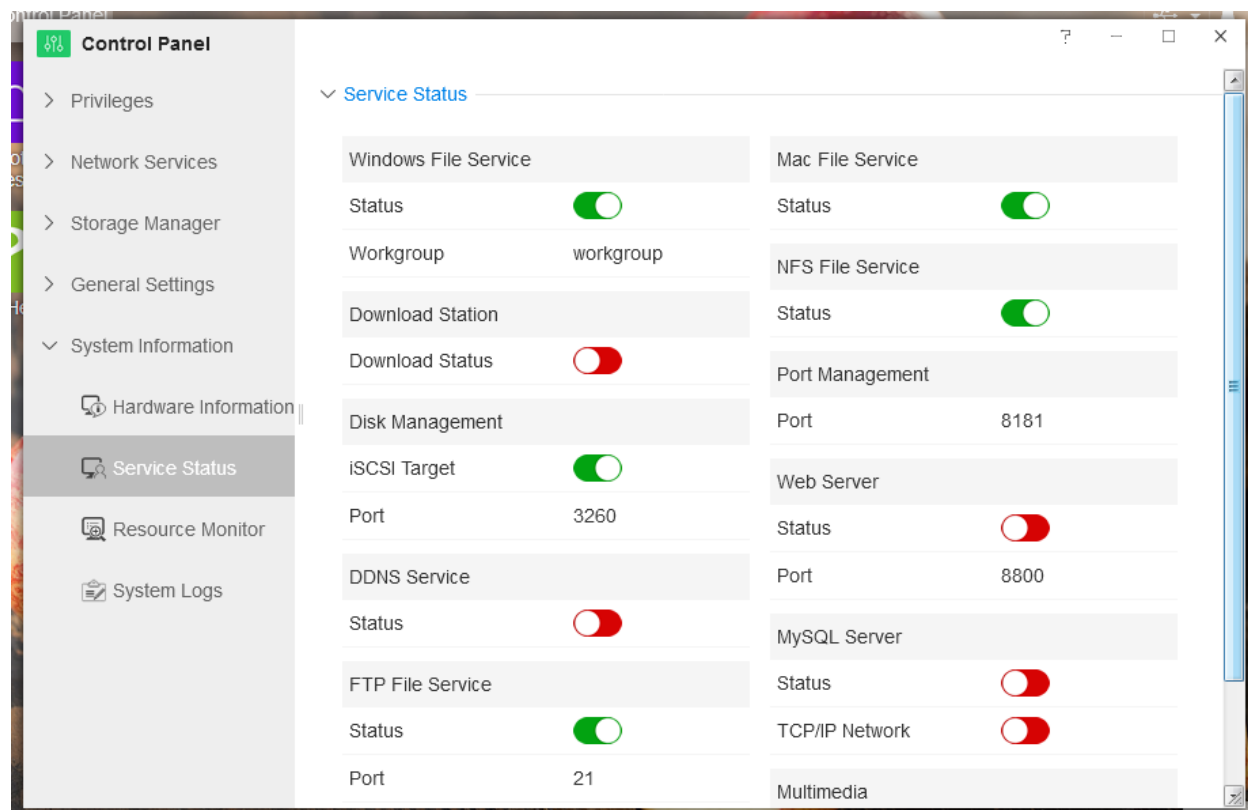 Control Panel
Privileges
Network Services
Storage Manager
General Settings
System Information
Hardware Information
Service Status
Resource Monitor
System Logs
Service Status
Windows File Service
Status
Workgroup workgroup
Download Station
Download Status
Disk Management
iSCSI Target
Port 3260
DDNS Service
Status
FTP File Service
Status
Port 21
Mac File Service
Status
NFS File Service
Status
Port Management
Port 8181
Web Server
Status
Port 8800
MySQL Server
Status
TCP/IP Network
Multimedia